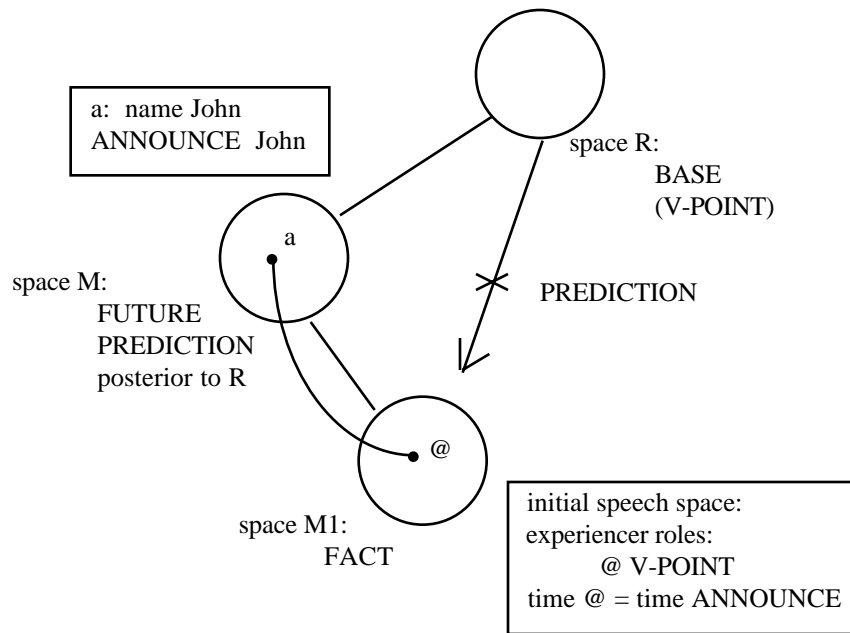 a: name John
ANNOUNCE John
space R:
BASE
(V-POINT)
a
space M:
FUTURE
PREDICTION
posterior to R
PREDICTION
@
space M1:
FACT
initial speech space:
experiencer roles:
@ V-POINT
time @ = time ANNOUNCE